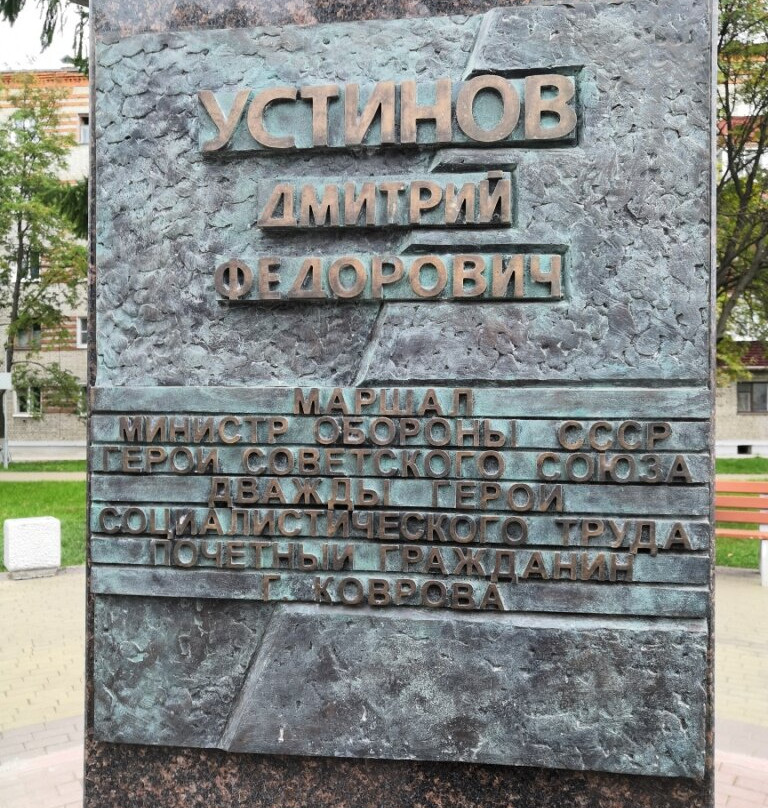 УСТИНОВ
ДМИТРИЙ
ФЕДОРОВИЧ
МАРШАЛ
МИНИСТР ОБОРОНЫ СССР
ГЕРОЙ СОВЕТСКОГО СОЮЗА
ДВАЖДЫ ГЕРОЙ
СОЦИАЛИСТИЧЕСКОГО ТРУДА
ПОЧЕТНЫЙ ГРАЖДАНИН
Г КОВРОВА